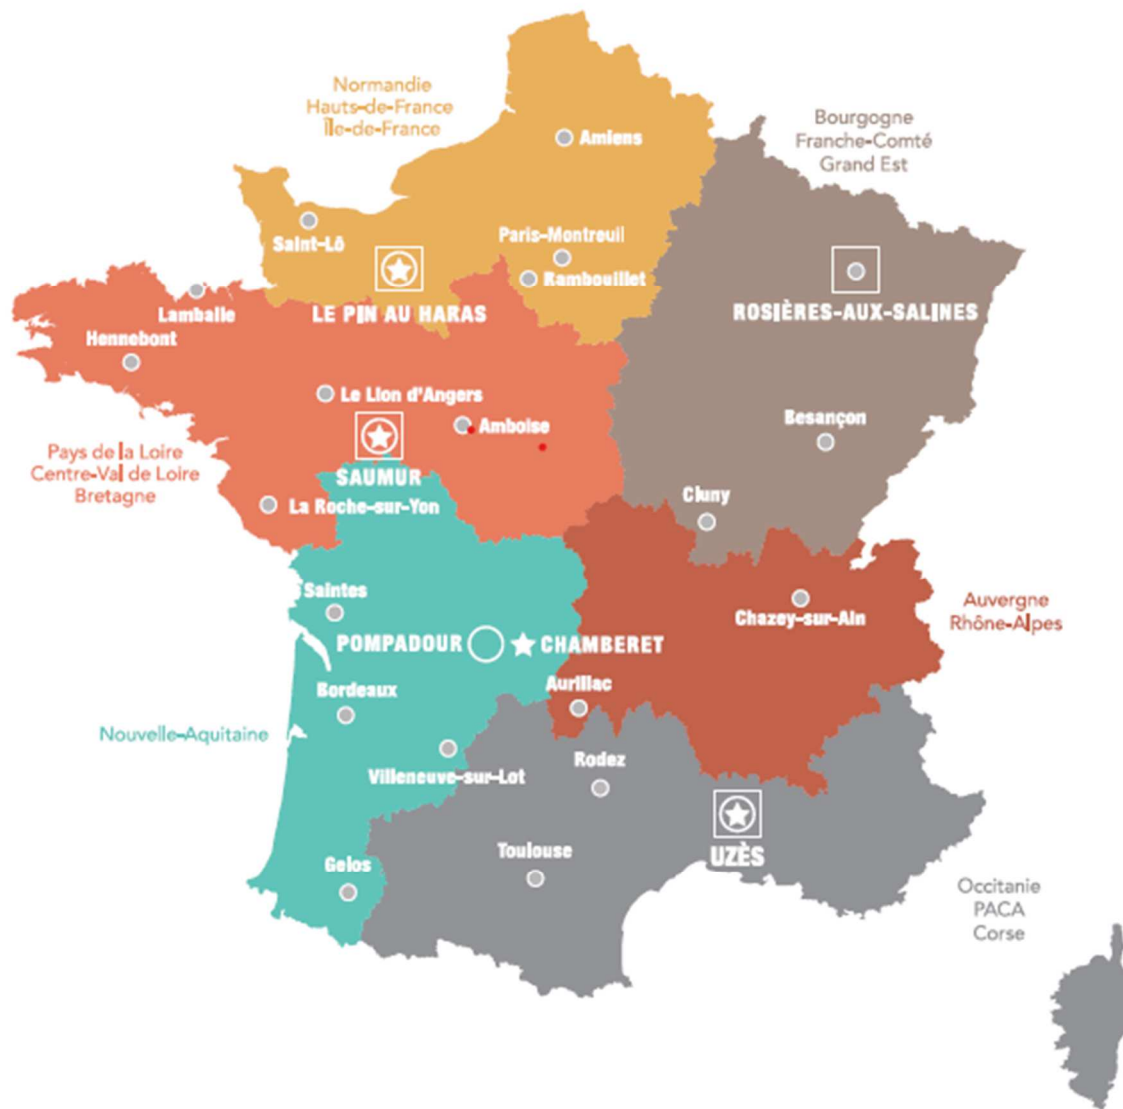 Normandie
Hauts-de-France
Île-de-France
Bourgogne
Franche-Comté
Grand Est
Amiens
Saint-Lô
Paris-Montreuil
Rambouillet
LE PIN AU HARAS
ROSIÈRES-AUX-SALINES
Lamballe
Hennebont
Le Lion d'Angers
Amboise
Besançon
Pays de la Loire
Centre-Val de Loire
Bretagne
SAUMUR
La Roche-sur-Yon
Cluny
Saintes
Chazey-sur-Ain
Auvergne
Rhône-Alpes
POMPADOUR
CHAMBERET
Bordeaux
Aurillac
Nouvelle-Aquitaine
Villeneuve-sur-Lot
Rodez
UZÈS
Gelos
Toulouse
Occitanie
PACA
Corse